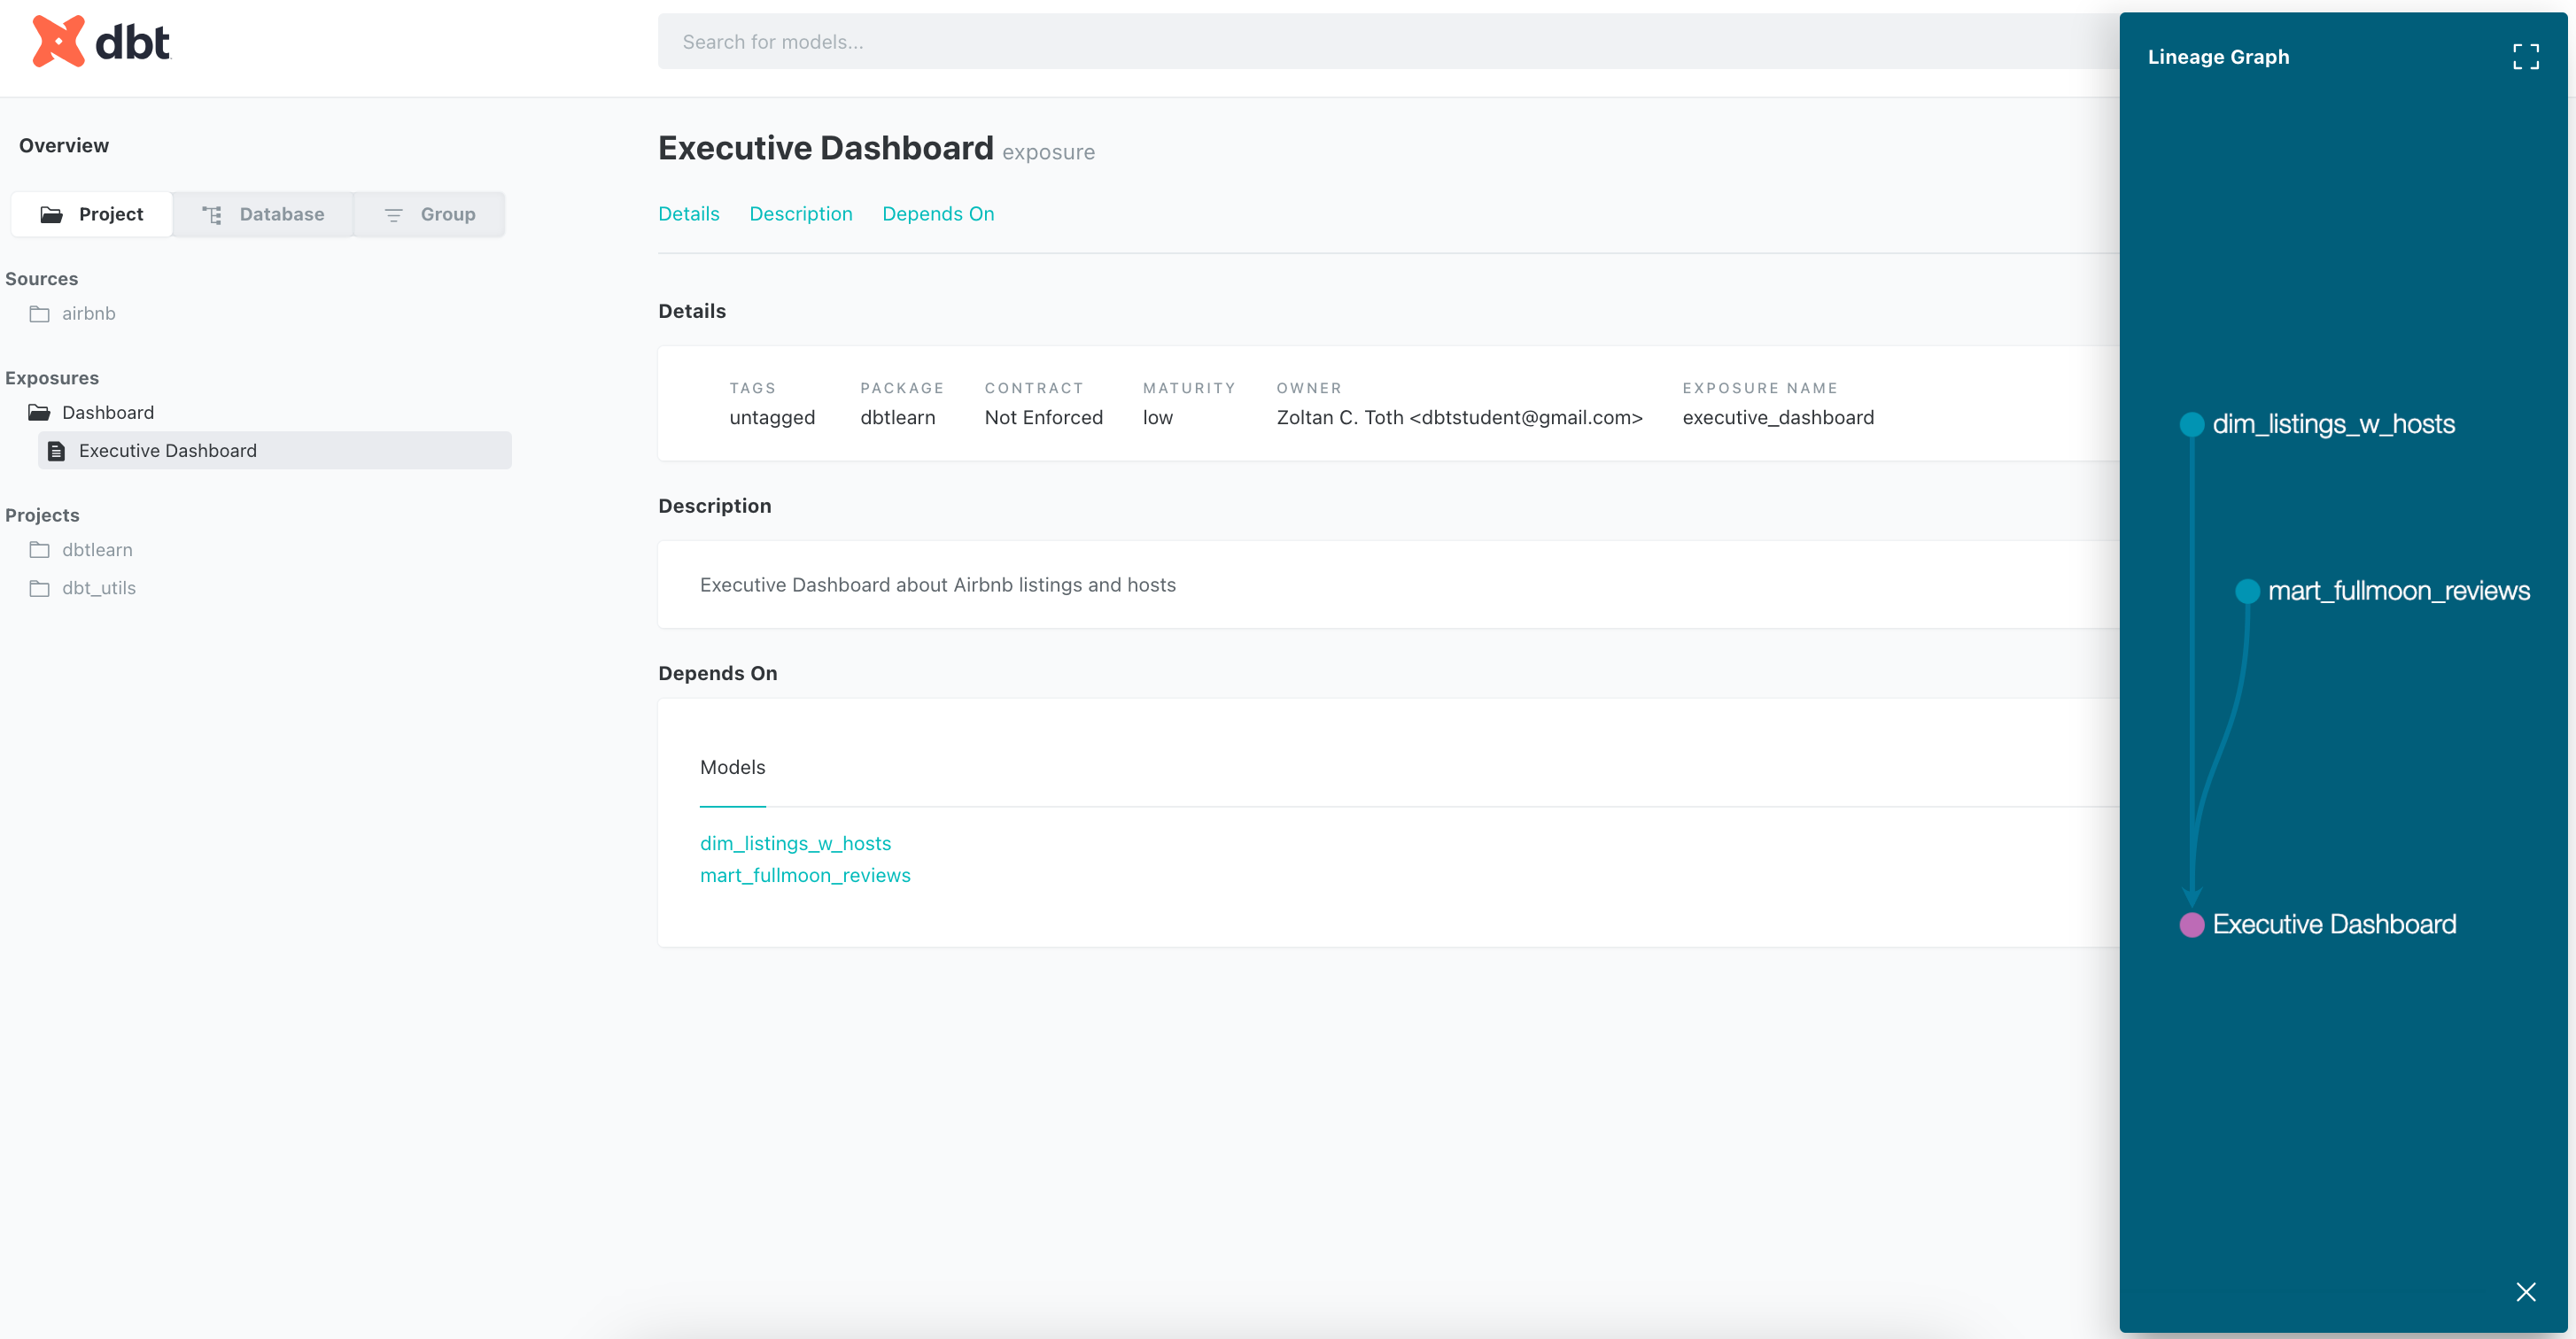 dbt
Search for models...
Overview
Project Database Group
Sources
airbnb
Exposures
Dashboard
Executive Dashboard
Projects
dbtlearn
dbt_utils
Executive Dashboard exposure
Details Description Depends On
Details
TAGS PACKAGE CONTRACT MATURITY OWNER EXPOSURE NAME
untagged dbtlearn Not Enforced low Zoltan C. Toth <dbtstudent@gmail.com> executive_dashboard
Description
Executive Dashboard about Airbnb listings and hosts
Depends On
Models
dim_listings_w_hosts
mart_fullmoon_reviews
Lineage Graph
dim_listings_w_hosts
mart_fullmoon_reviews
Executive Dashboard